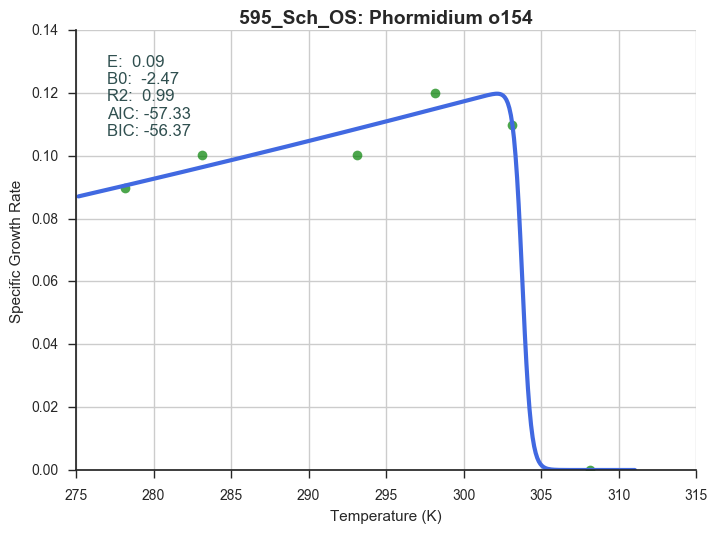 595_Sch_OS: Phormidium o154
E:  0.09
B0:  -2.47
R2:  0.99
AIC: -57.33
BIC: -56.37
Specific Growth Rate
0.14
0.12
0.10
0.08
0.06
0.04
0.02
0.00
275 280 285 290 295 300 305 310 315
Temperature (K)